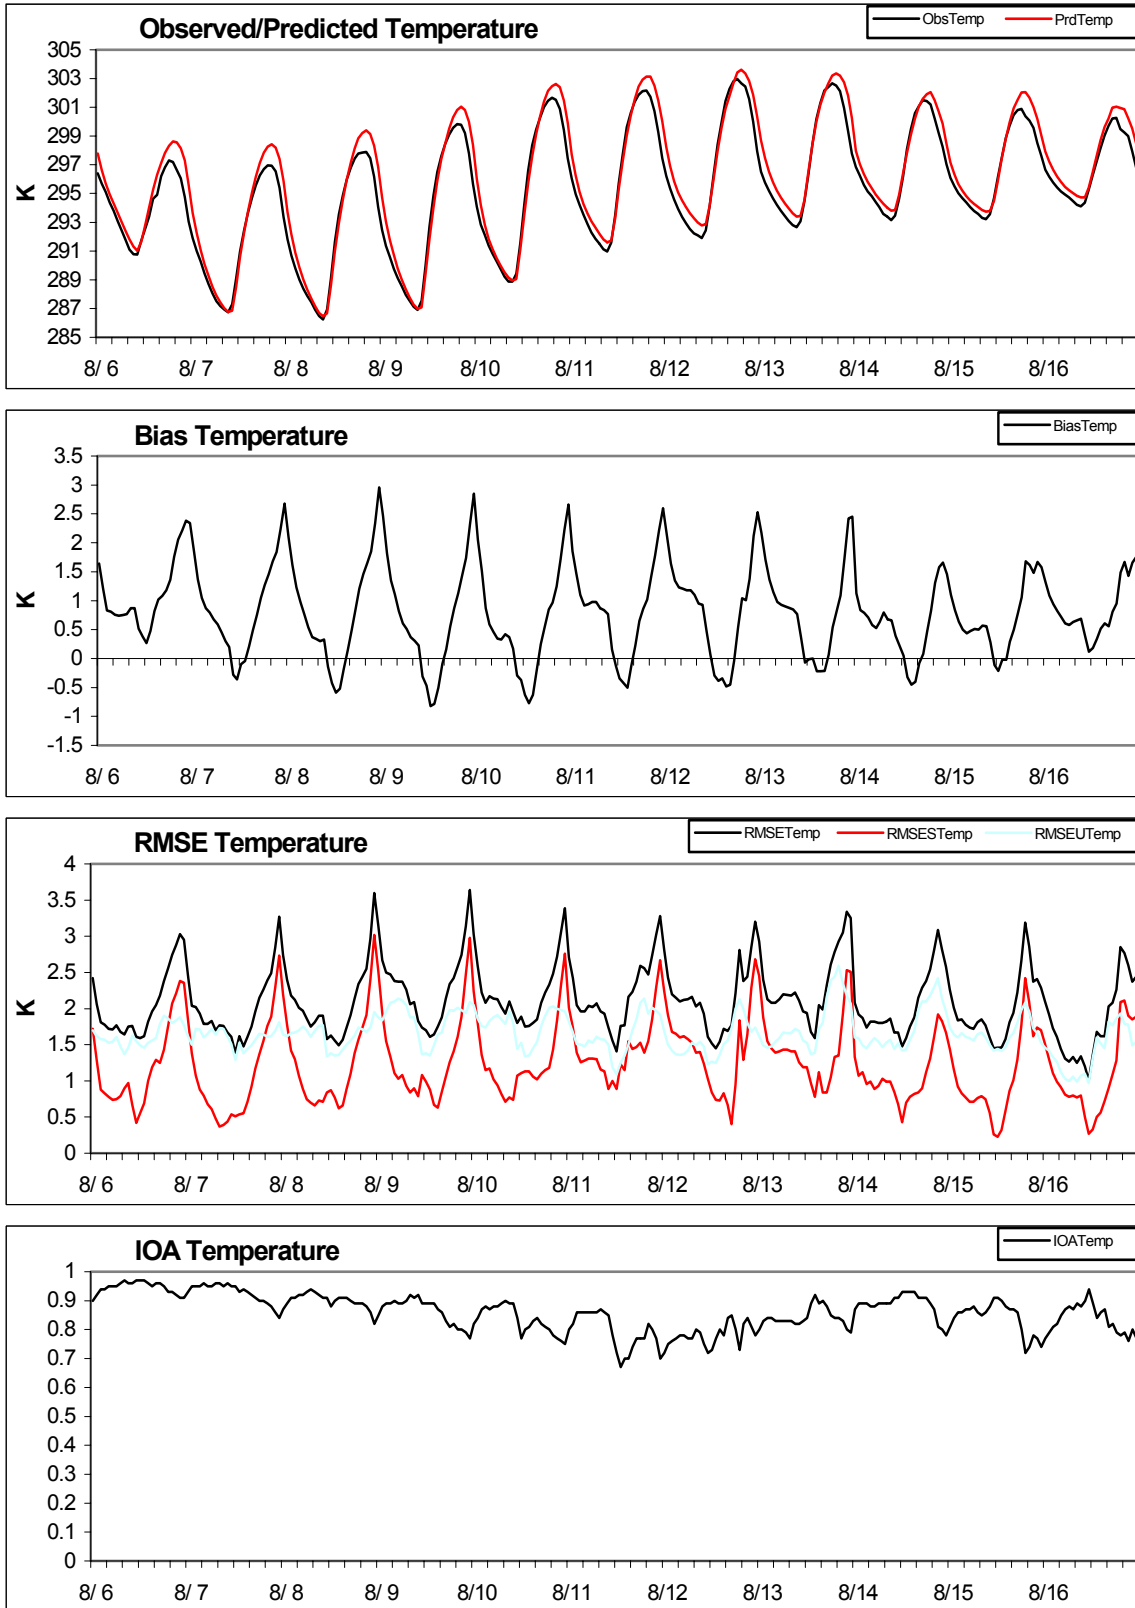 Observed/Predicted Temperature
ObsTemp PrdTemp
305
303
301
299
297
295
293
291
289
287
285
K
8/ 6 8/ 7 8/ 8 8/ 9 8/10 8/11 8/12 8/13 8/14 8/15 8/16
Bias Temperature
BiasTemp
3.5
3
2.5
2
1.5
1
0.5
0
-0.5
-1
-1.5
K
8/ 6 8/ 7 8/ 8 8/ 9 8/10 8/11 8/12 8/13 8/14 8/15 8/16
RMSE Temperature
RMSETemp RMSESTemp RMSEUTemp
4
3.5
3
2.5
2
1.5
1
0.5
0
K
8/ 6 8/ 7 8/ 8 8/ 9 8/10 8/11 8/12 8/13 8/14 8/15 8/16
IOA Temperature
IOATemp
1
0.9
0.8
0.7
0.6
0.5
0.4
0.3
0.2
0.1
0
8/ 6 8/ 7 8/ 8 8/ 9 8/10 8/11 8/12 8/13 8/14 8/15 8/16